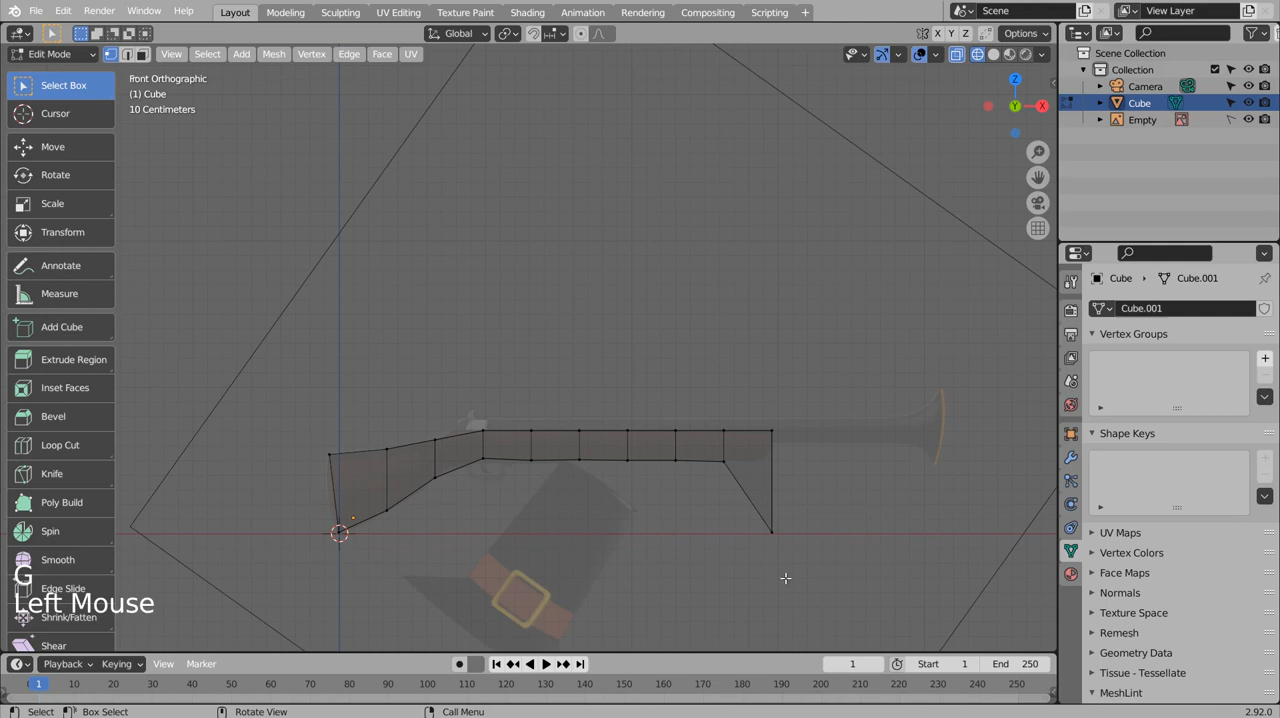 File Edit Render Window Help
Layout Modeling Sculpting UV Editing Texture Paint Shading Animation Rendering Compositing Scripting +
Scene
View Layer
Global
X Y Z
Options
Edit Mode
View Select Add Mesh Vertex Edge Face UV
Scene Collection
Collection
Camera
Cube
Empty
Select Box
Cursor
Move
Rotate
Scale
Transform
Annotate
Measure
Add Cube
Extrude Region
Inset Faces
Bevel
Loop Cut
Knife
Poly Build
Spin
Smooth
Edge Slide
Shrink/Fatten
Shear
Front Orthographic
(1) Cube
10 Centimeters
Z
Y
X
G
Left Mouse
Cube Cube.001
Cube.001
Vertex Groups
Shape Keys
UV Maps
Vertex Colors
Face Maps
Normals
Texture Space
Remesh
Geometry Data
Tissue - Tessellate
MeshLint
Playback Keying View Marker
1
Start 1
End 250
1 10 20 30 40 50 60 70 80 90 100 110 120 130 140 150 160 170 180 190 200 210 220 230 240 250
Select Box Select Rotate View Call Menu
2.92.0